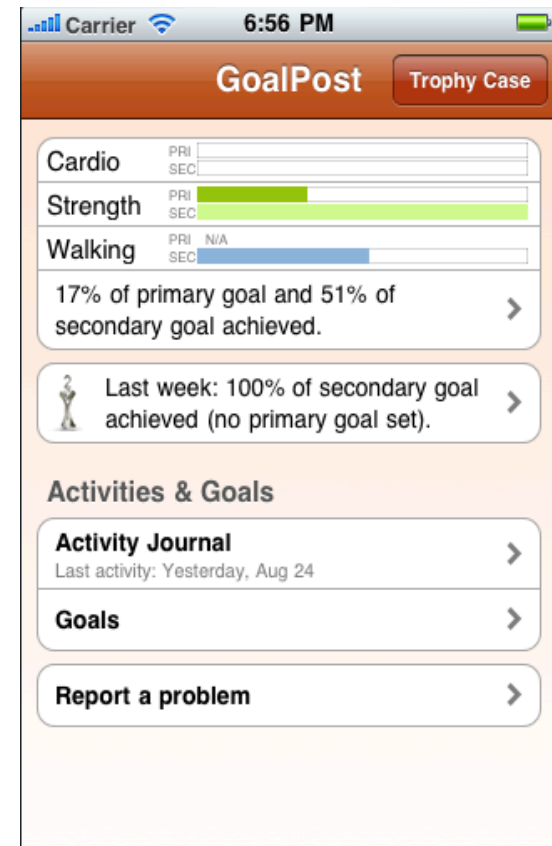 Carrier 6:56 PM
GoalPost Trophy Case
Cardio PRI
SEC
Strength PRI
SEC
Walking PRI N/A
SEC
17% of primary goal and 51% of
secondary goal achieved.
2
Last week: 100% of secondary goal
achieved (no primary goal set).
Activities & Goals
Activity Journal
Last activity: Yesterday, Aug 24
Goals
Report a problem